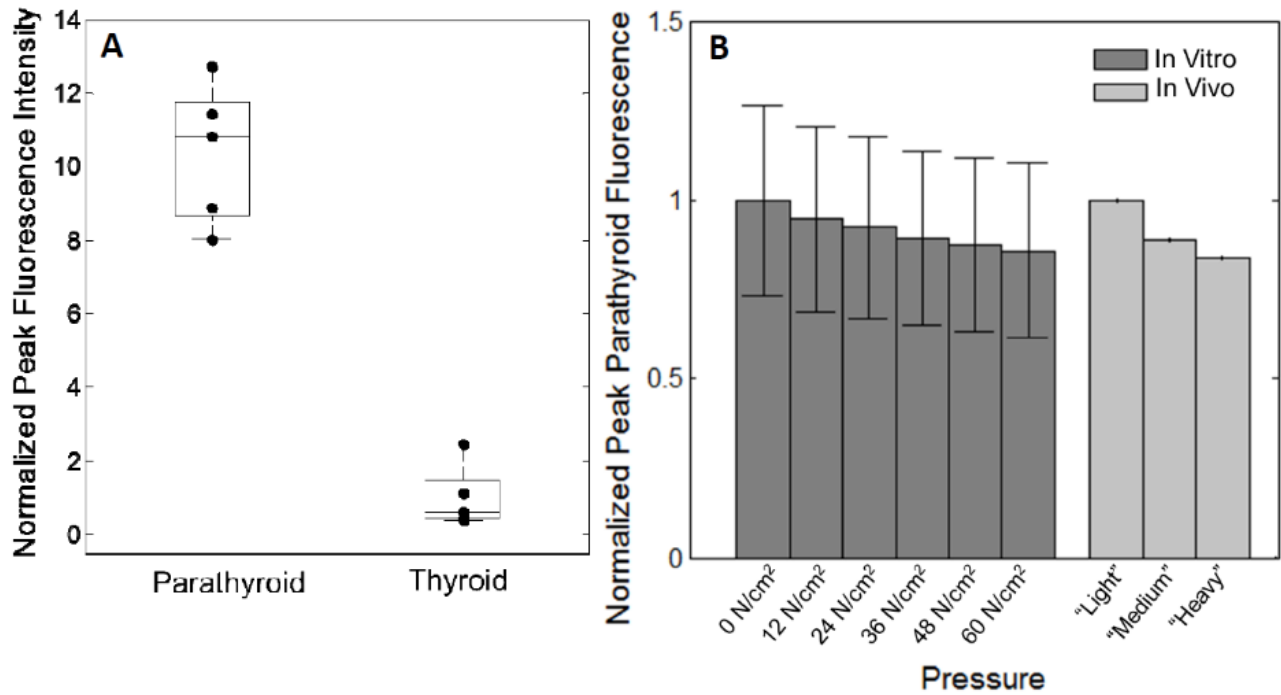 A
Normalized Peak Fluorescence Intensity
14
12
10
8
6
4
2
0
Parathyroid
Thyroid
B
Normalized Peak Parathyroid Fluorescence
1.5
1
0.5
0
In Vitro
In Vivo
0 N/cm²
12 N/cm²
24 N/cm²
36 N/cm²
48 N/cm²
60 N/cm²
“Light”
“Medium”
“Heavy”
Pressure